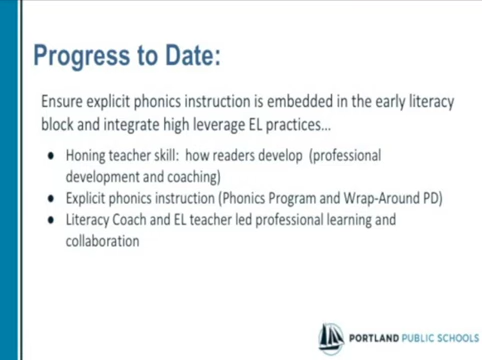 Progress to Date:
Ensure explicit phonics instruction is embedded in the early literacy
block and integrate high leverage EL practices...
● Honing teacher skill: how readers develop (professional
development and coaching)
● Explicit phonics instruction (Phonics Program and Wrap-Around PD)
● Literacy Coach and EL teacher led professional learning and
collaboration
PORTLAND PUBLIC SCHOOLS